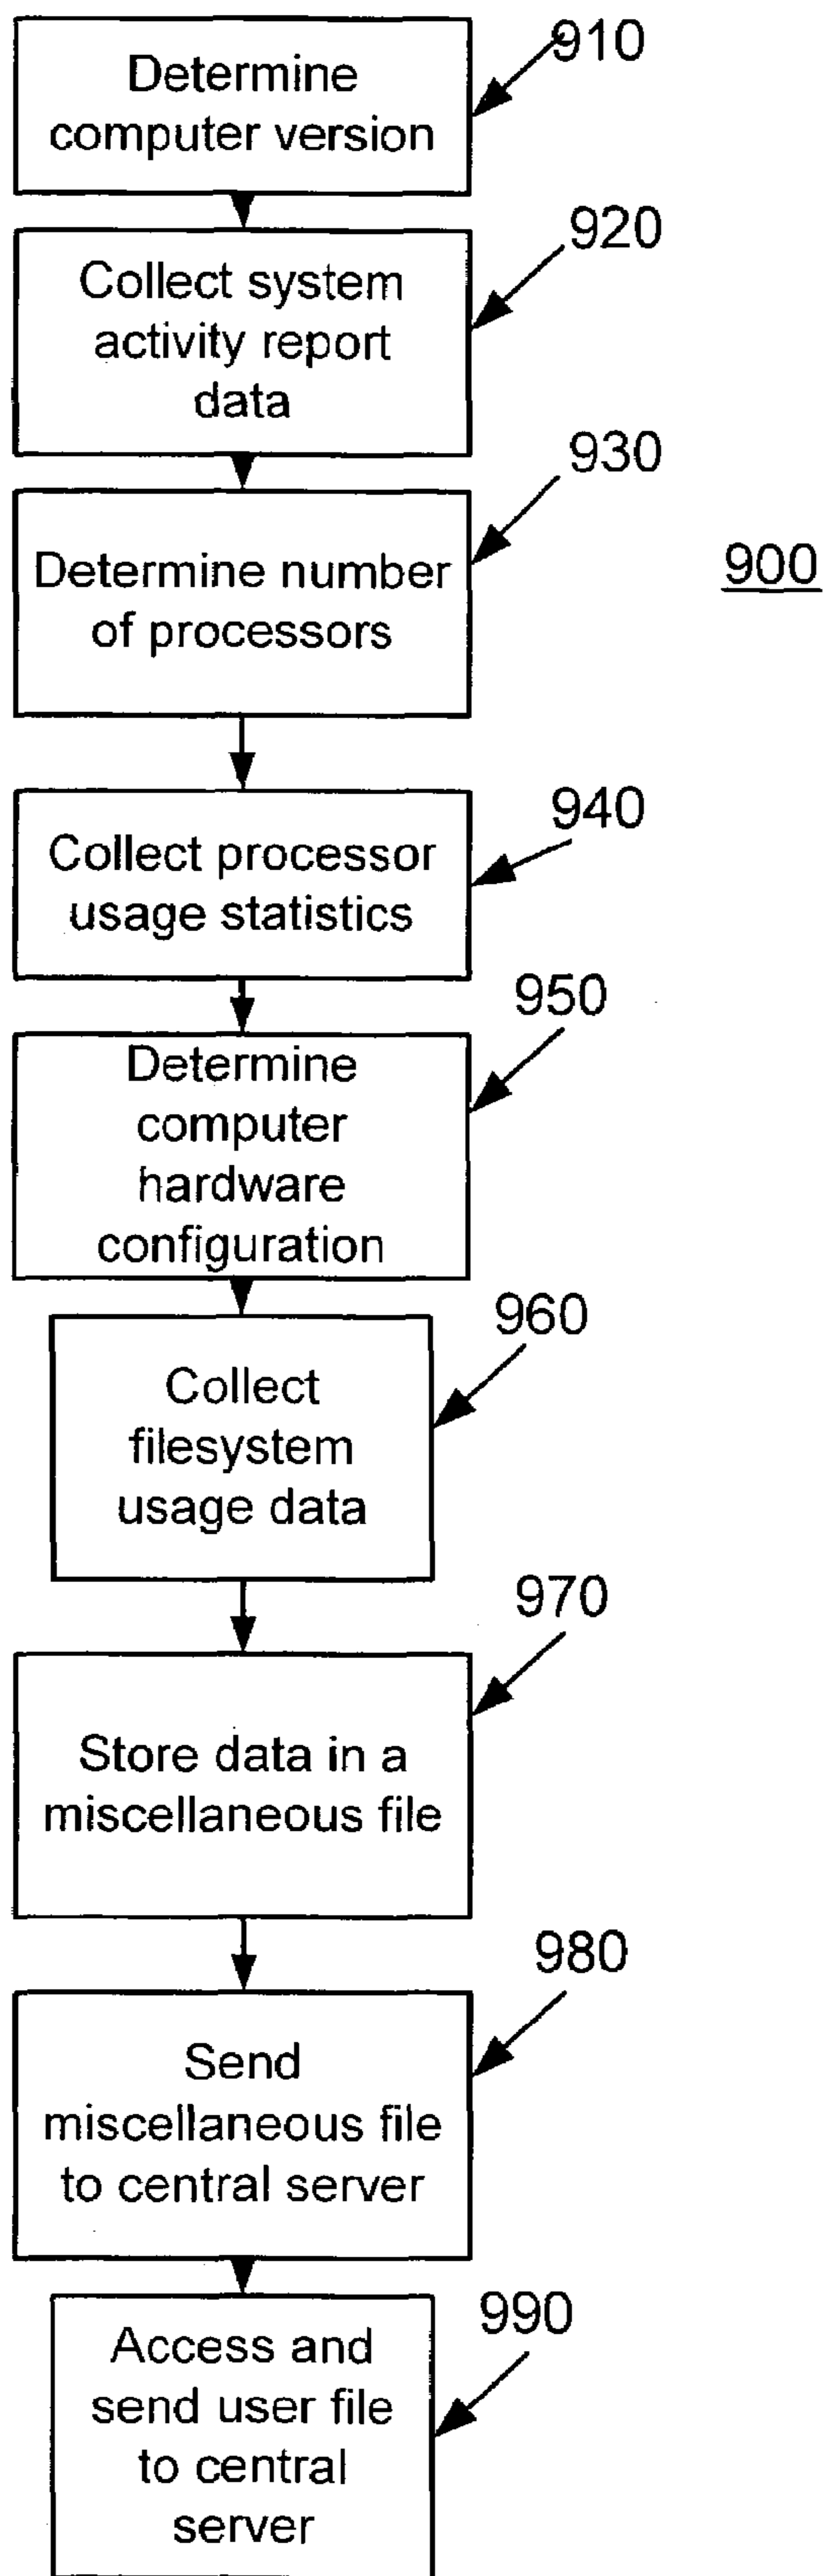 910
Determine
computer version
920
Collect system
activity report
data
930
Determine number
of processors
900
940
Collect processor
usage statistics
950
Determine
computer
hardware
configuration
960
Collect
filesystem
usage data
970
Store data in a
miscellaneous file
980
Send
miscellaneous file
to central server
990
Access and
send user file
to central
server